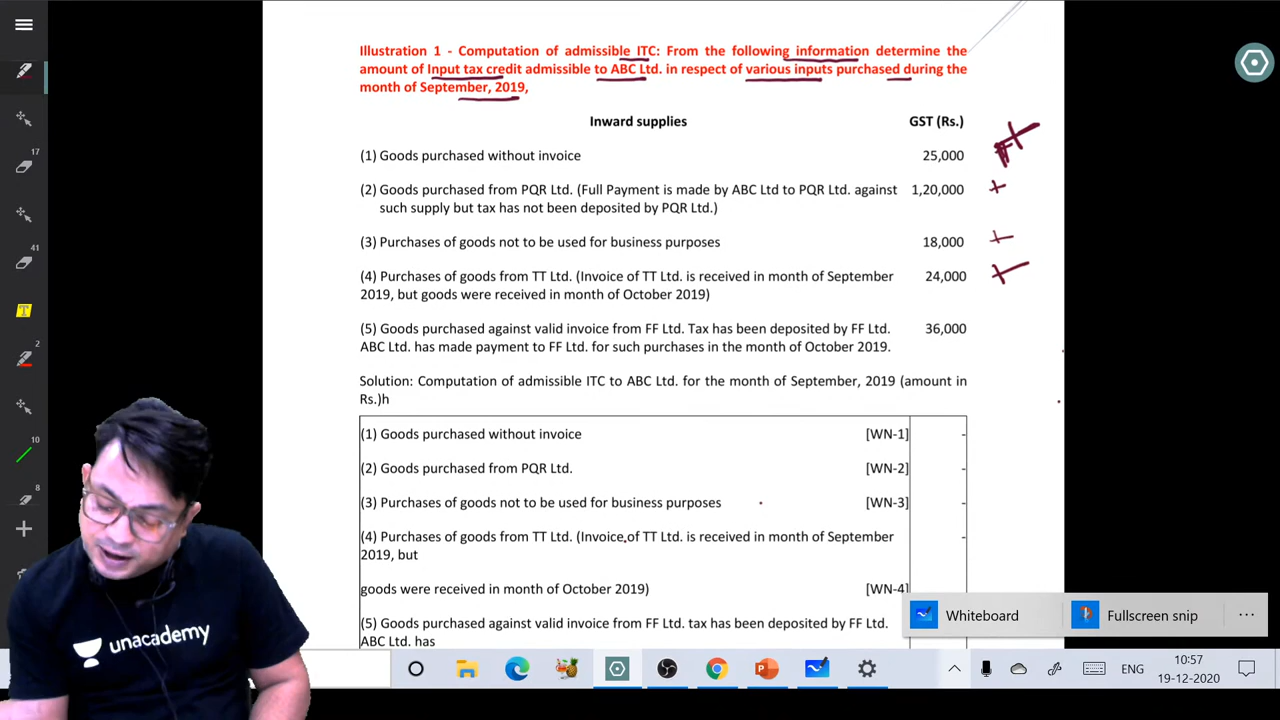 Illustration 1 - Computation of admissible ITC: From the following information determine the
amount of Input tax credit admissible to ABC Ltd. in respect of various inputs purchased during the
month of September, 2019,
Inward supplies GST (Rs.)
(1) Goods purchased without invoice 25,000
(2) Goods purchased from PQR Ltd. (Full Payment is made by ABC Ltd to PQR Ltd. against 1,20,000
such supply but tax has not been deposited by PQR Ltd.)
(3) Purchases of goods not to be used for business purposes 18,000
(4) Purchases of goods from TT Ltd. (Invoice of TT Ltd. is received in month of September 24,000
2019, but goods were received in month of October 2019)
(5) Goods purchased against valid invoice from FF Ltd. Tax has been deposited by FF Ltd. 36,000
ABC Ltd. has made payment to FF Ltd. for such purchases in the month of October 2019.
Solution: Computation of admissible ITC to ABC Ltd. for the month of September, 2019 (amount in
Rs.)h
(1) Goods purchased without invoice [WN-1] -
(2) Goods purchased from PQR Ltd. [WN-2] -
(3) Purchases of goods not to be used for business purposes [WN-3] -
(4) Purchases of goods from TT Ltd. (Invoice of TT Ltd. is received in month of September -
2019, but
goods were received in month of October 2019) [WN-4]
(5) Goods purchased against valid invoice from FF Ltd. tax has been deposited by FF Ltd.
ABC Ltd. has
17
41
T
2
10
8
unacademy
Whiteboard
Fullscreen snip
ENG
10:57
19-12-2020